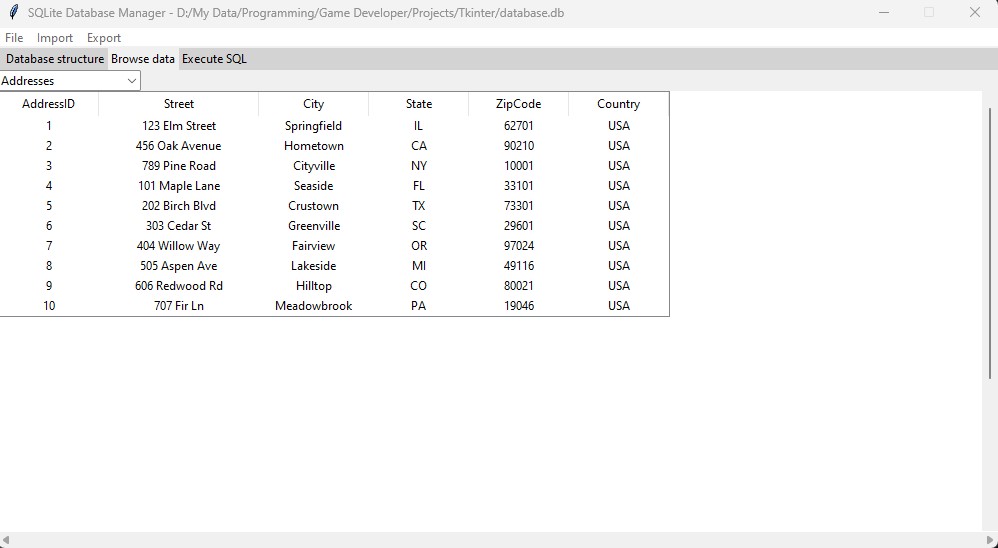 SQLite Database Manager - D:/My Data/Programming/Game Developer/Projects/Tkinter/database.db
File Import Export
Database structure Browse data Execute SQL
Addresses
AddressID Street City State ZipCode Country
1 123 Elm Street Springfield IL 62701 USA
2 456 Oak Avenue Hometown CA 90210 USA
3 789 Pine Road Cityville NY 10001 USA
4 101 Maple Lane Seaside FL 33101 USA
5 202 Birch Blvd Crustown TX 73301 USA
6 303 Cedar St Greenville SC 29601 USA
7 404 Willow Way Fairview OR 97024 USA
8 505 Aspen Ave Lakeside MI 49116 USA
9 606 Redwood Rd Hilltop CO 80021 USA
10 707 Fir Ln Meadowbrook PA 19046 USA